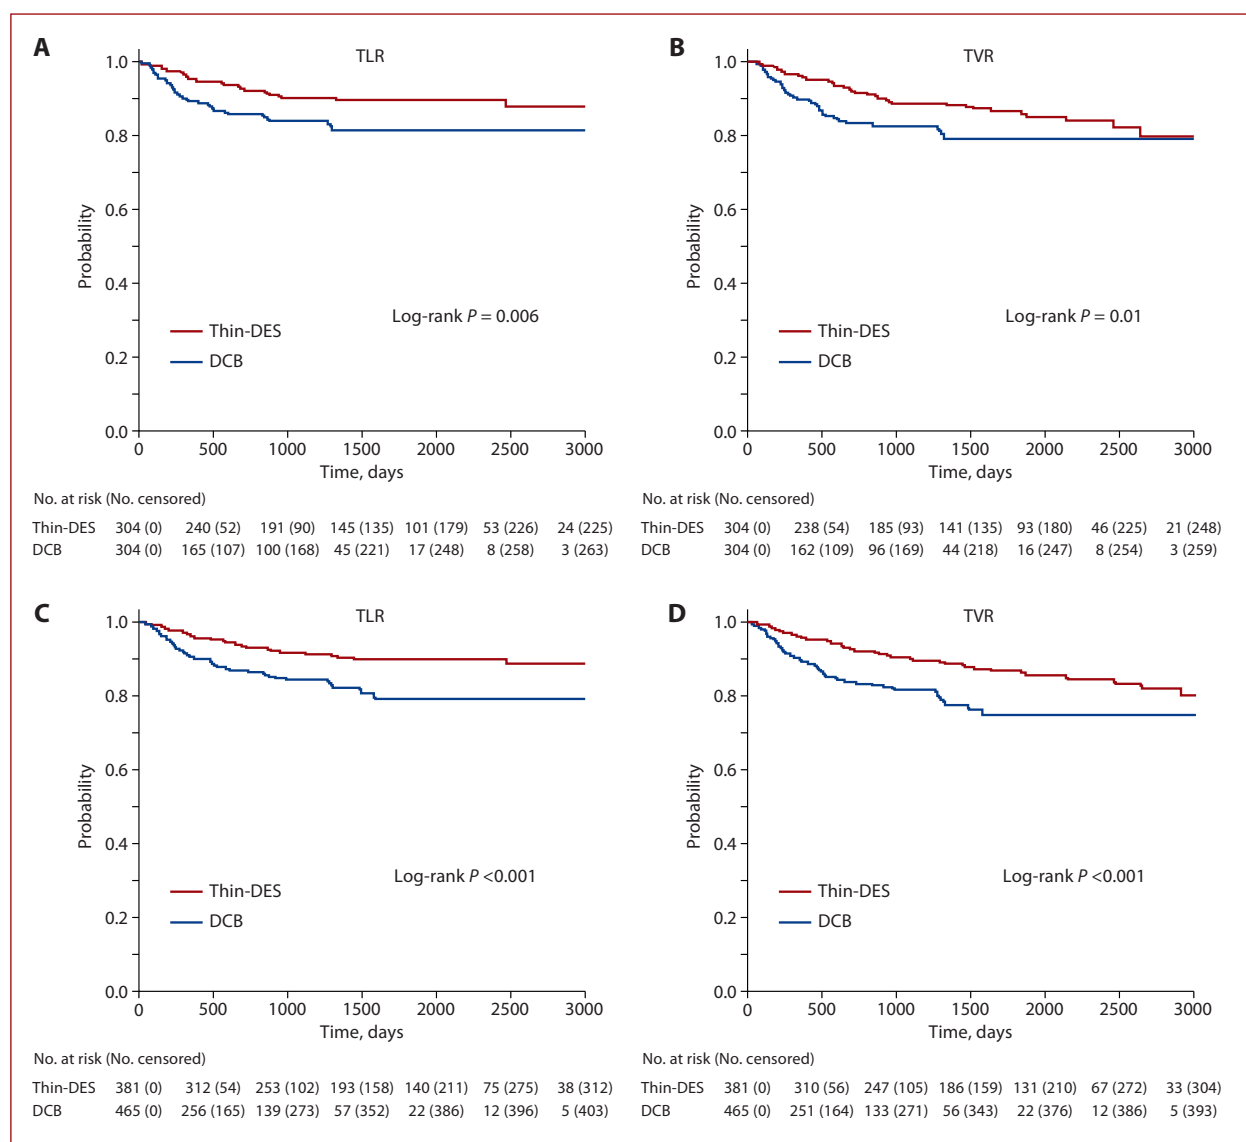 A
TLR
1.0
0.8
0.6
0.4
0.2
0.0
Probability
Log-rank P = 0.006
Thin-DES
DCB
0 500 1000 1500 2000 2500 3000
Time, days
No. at risk (No. censored)
Thin-DES 304 (0) 240 (52) 191 (90) 145 (135) 101 (179) 53 (226) 24 (225)
DCB 304 (0) 165 (107) 100 (168) 45 (221) 17 (248) 8 (258) 3 (263)
B
TVR
1.0
0.8
0.6
0.4
0.2
0.0
Probability
Log-rank P = 0.01
Thin-DES
DCB
0 500 1000 1500 2000 2500 3000
Time, days
No. at risk (No. censored)
Thin-DES 304 (0) 238 (54) 185 (93) 141 (135) 93 (180) 46 (225) 21 (248)
DCB 304 (0) 162 (109) 96 (169) 44 (218) 16 (247) 8 (254) 3 (259)
C
TLR
1.0
0.8
0.6
0.4
0.2
0.0
Probability
Log-rank P <0.001
Thin-DES
DCB
0 500 1000 1500 2000 2500 3000
Time, days
No. at risk (No. censored)
Thin-DES 381 (0) 312 (54) 253 (102) 193 (158) 140 (211) 75 (275) 38 (312)
DCB 465 (0) 256 (165) 139 (273) 57 (352) 22 (386) 12 (396) 5 (403)
D
TVR
1.0
0.8
0.6
0.4
0.2
0.0
Probability
Log-rank P <0.001
Thin-DES
DCB
0 500 1000 1500 2000 2500 3000
Time, days
No. at risk (No. censored)
Thin-DES 381 (0) 310 (56) 247 (105) 186 (159) 131 (210) 67 (272) 33 (304)
DCB 465 (0) 251 (164) 133 (271) 56 (343) 22 (376) 12 (386) 5 (393)